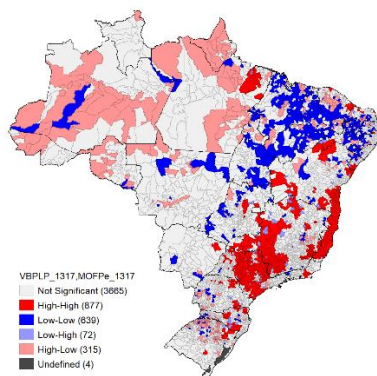 VBPLP_1317,MOFPe_1317
Not Significant (3665)
High-High (877)
Low-Low (639)
Low-High (72)
High-Low (315)
Undefined (4)